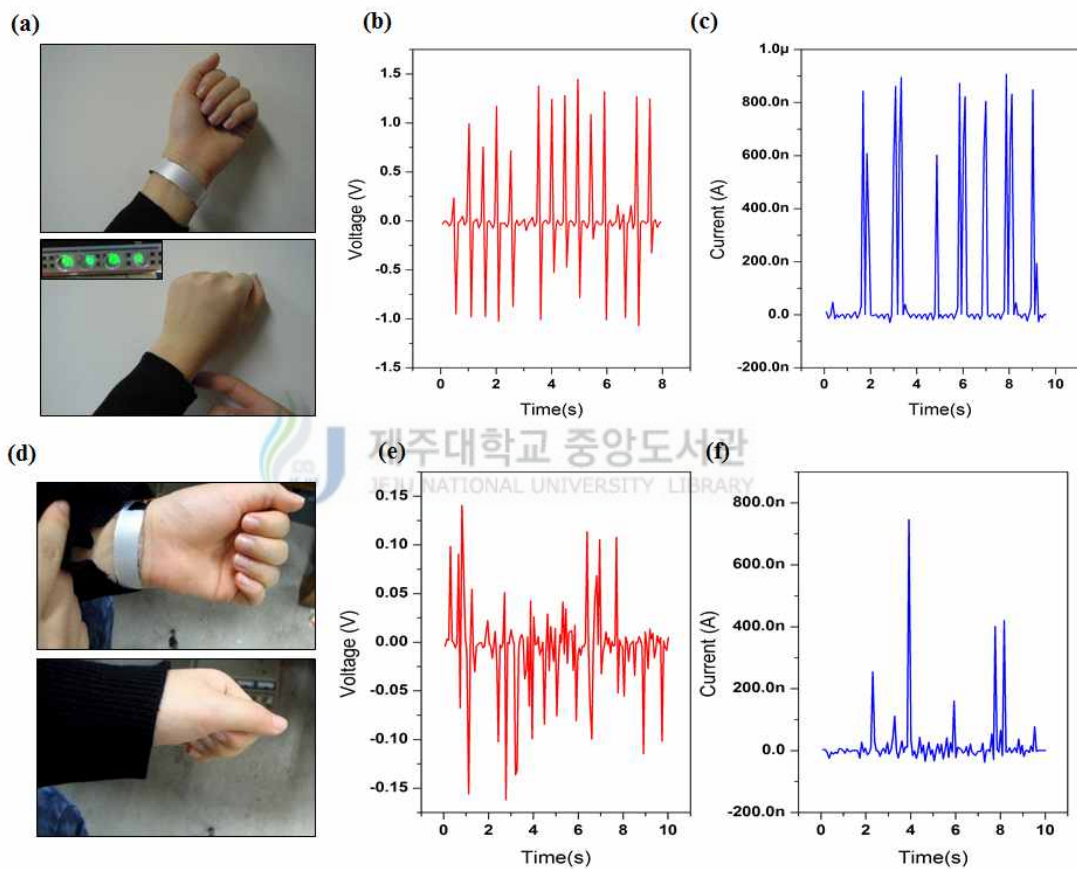 (a)
(b)
(c)
1.5
1.0
0.5
0.0
-0.5
-1.0
-1.5
Voltage (V)
0 2 4 6 8
Time(s)
1.0µ
800.0n
600.0n
400.0n
200.0n
0.0
-200.0n
Current (A)
0 2 4 6 8 10
Time(s)
제주대학교 중앙도서관
JEJU NATIONAL UNIVERSITY LIBRARY
(d)
(e)
(f)
0.15
0.10
0.05
0.00
-0.05
-0.10
-0.15
Voltage (V)
0 2 4 6 8 10
Time(s)
800.0n
600.0n
400.0n
200.0n
0.0
-200.0n
Current (A)
0 2 4 6 8 10
Time(s)